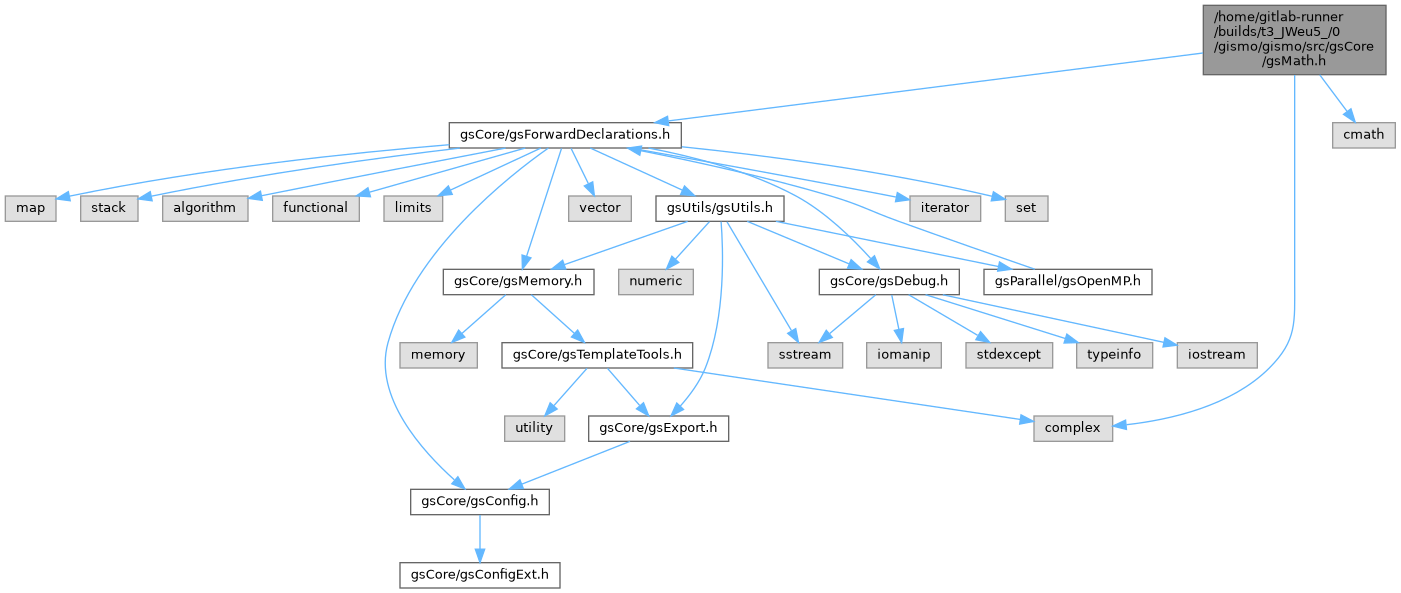 /home/gitlab-runner
/builds/t3_JWeu5_/0
/gismo/gismo/src/gsCore
/gsMath.h
gsCore/gsForwardDeclarations.h
cmath
map
stack
algorithm
functional
limits
vector
gsUtils/gsUtils.h
iterator
set
gsCore/gsMemory.h
numeric
gsCore/gsDebug.h
gsParallel/gsOpenMP.h
memory
gsCore/gsTemplateTools.h
sstream
iomanip
stdexcept
typeinfo
iostream
utility
gsCore/gsExport.h
complex
gsCore/gsConfig.h
gsCore/gsConfigExt.h